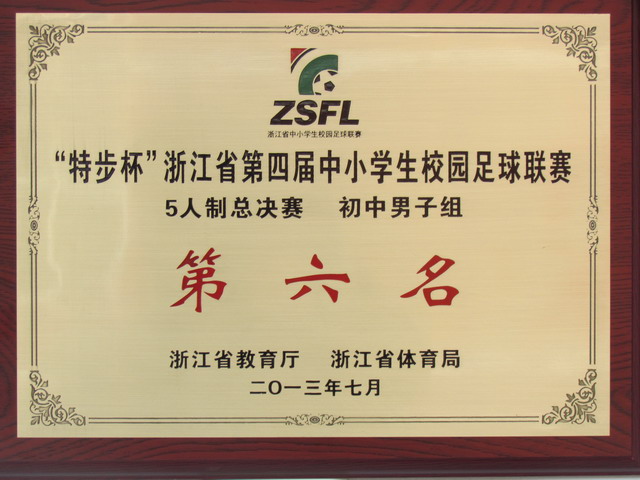 ZSFL
浙江省中小学生校园足球联赛
“特步杯”浙江省第四届中小学生校园足球联赛
5人制总决赛 初中男子组
第六名
浙江省教育厅 浙江省体育局
二〇一三年七月